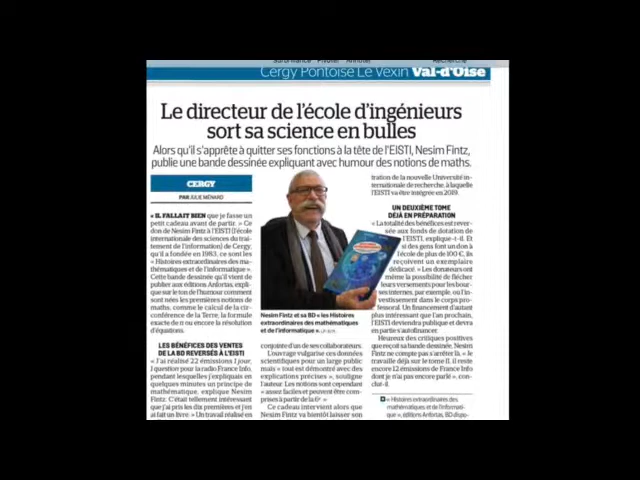 Cergy Pontoise Le Vexin Val-d'Oise
Le directeur de l'école d'ingénieurs
sort sa science en bulles
Alors qu'il s'apprête à quitter ses fonctions à la tête de l'EISTI, Nesim Fintz,
publie une bande dessinée expliquant avec humour des notions de maths.
CERGY
PAR JULIE MÉNARD
« IL FALLAIT BIEN que je fasse un
petit cadeau avant de partir. » Ce
don de Nesim Fintz à l'EISTI (l'école
internationale des sciences du trai-
tement de l'information) de Cergy,
qu'il a fondée en 1983, ce sont les
« Histoires extraordinaires des ma-
thématiques et de l'informatique ».
Cette bande dessinée qu'il vient de
publier aux éditions Anfortas, expli-
que sur le ton de l'humour comment
sont nées les premières notions de
maths, comme le calcul de la cir-
conférence de la Terre, la formule
exacte de π ou encore la résolution
d'équations.
LES BÉNÉFICES DES VENTES
DE LA BD REVERSÉS À L'EISTI
« J'ai réalisé 22 émissions 1 jour,
1 question pour la radio France Info,
pendant lesquelles j'expliquais en
quelques minutes un principe de
mathématique, explique Nesim
Fintz. C'était tellement intéressant
que j'ai pris les dix premières et j'en
ai fait un livre. » Un travail réalisé en
Nesim Fintz et sa BD « les Histoires
extraordinaires des mathématiques
et de l'informatique ».
conjointe d'un de ses collaborateurs.
L'ouvrage vulgarise ces données
scientifiques pour un large public
mais « tout est démontré avec des
explications précises », souligne
l'auteur. Les notions sont cependant
« assez faciles et peuvent être com-
prises à partir de la 6e »
Ce cadeau intervient alors que
Nesim Fintz va bientôt laisser son
tration de la nouvelle Université in-
ternationale de recherche, à laquelle
l'EISTI va être intégrée en 2019.
UN DEUXIÈME TOME
DÉJÀ EN PRÉPARATION
« La totalité des bénéfices est rever-
sée aux fonds de dotation de
l'EISTI, explique-t-il. Et
si des gens font un don à
l'école de plus de 100 €, ils
reçoivent un exemplaire
dédicacé. » Les donateurs ont
même la possibilité de flécher
leurs versements pour les bour-
ses internes, par exemple, ou l'in-
vestissement dans le corps profes-
soral. Un financement d'autant
plus intéressant que l'an prochain,
l'EISTI deviendra publique et devra
en partie s'autofinancer.
Heureux des critiques positives
que reçoit sa bande dessinée, Nesim
Fintz ne compte pas s'arrêter là. « Je
travaille déjà sur le tome II, il reste
encore 12 émissions de France Info
dont je n'ai pas encore parlé », con-
clut-il.
« Histoires extraordinaires des
mathématiques et de l'informati-
que », éditions Anfortas, BD dispo-